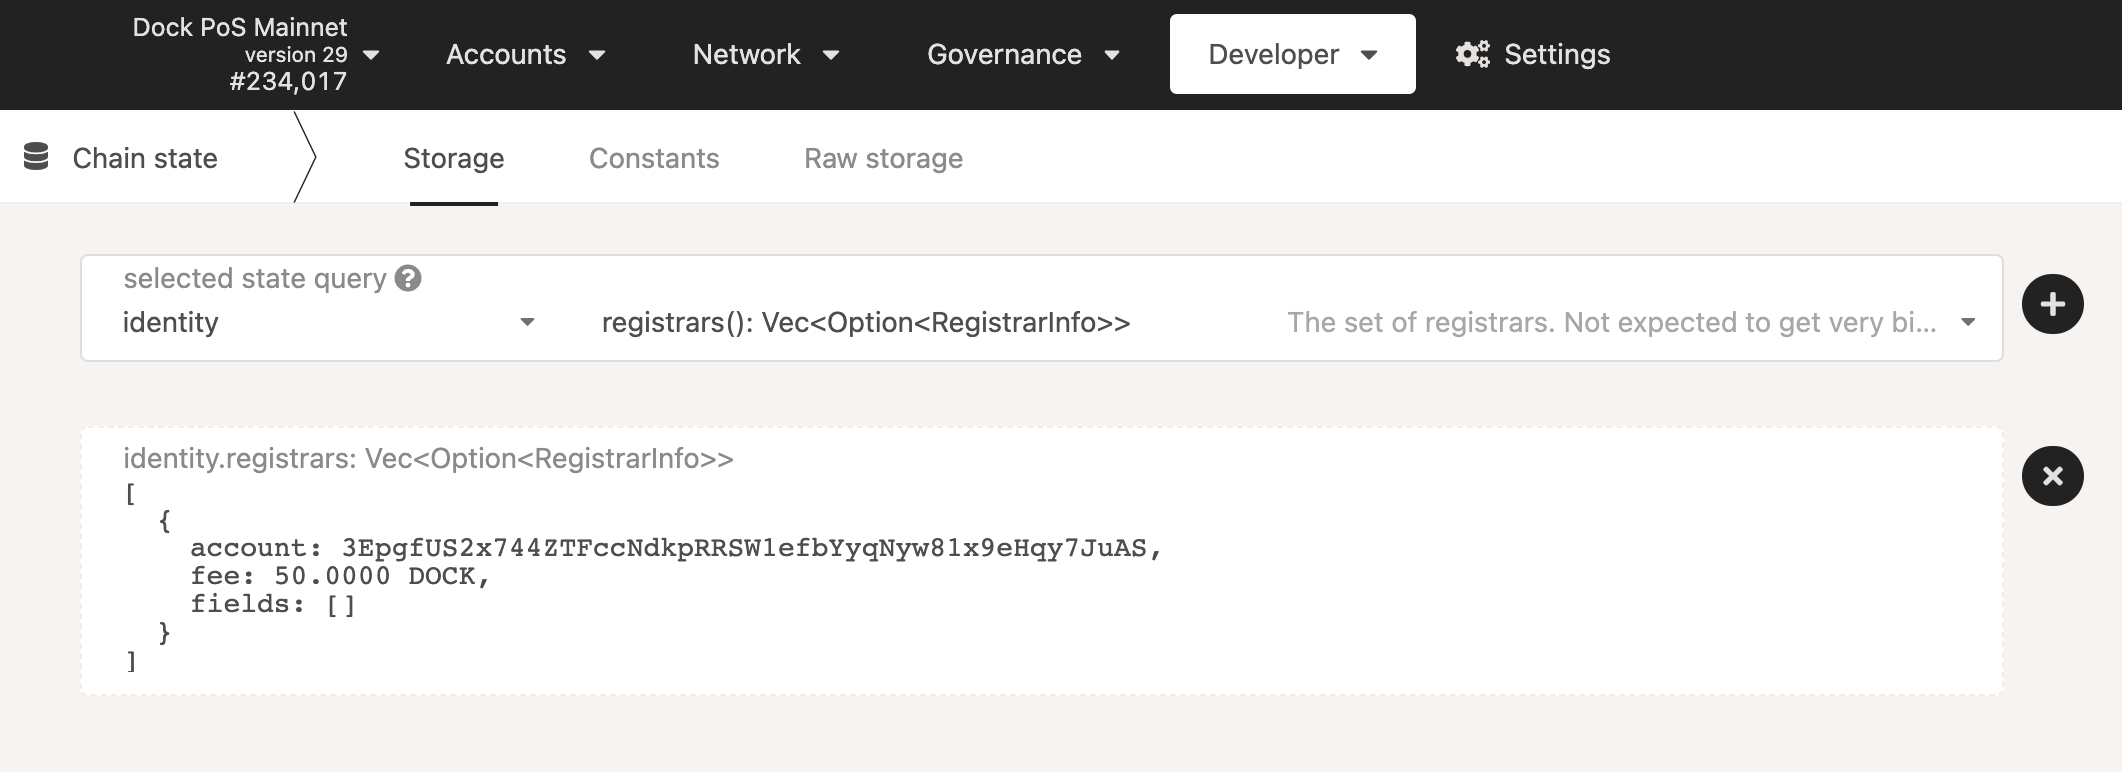 Dock PoS Mainnet
version 29
#234,017
Accounts
Network
Governance
Developer
Settings
Chain state
Storage
Constants
Raw storage
selected state query ?
identity
registrars(): Vec<Option<RegistrarInfo>>
The set of registrars. Not expected to get very bi...
identity.registrars: Vec<Option<RegistrarInfo>>
[
{
account: 3EpgfUS2x744ZTFccNdkpRRSW1efbYyqNyw81x9eHqy7JuAS,
fee: 50.0000 DOCK,
fields: []
}
]